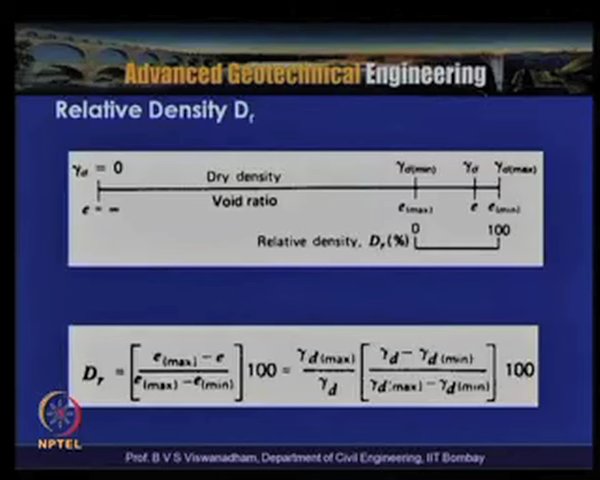 Advanced Geotechnical Engineering
Relative Density Dr
γd = 0 Dry density γd(min) γd γd(max)
e = ∞ Void ratio e(max) e e(min)
0 100
Relative density, Dr(%)
Dr = [e(max) − e / e(max) − e(min)] 100 = γd(max) / γd [γd − γd(min) / γd(max) − γd(min)] 100
NPTEL
Prof. B V S Viswanadham, Department of Civil Engineering, IIT Bombay